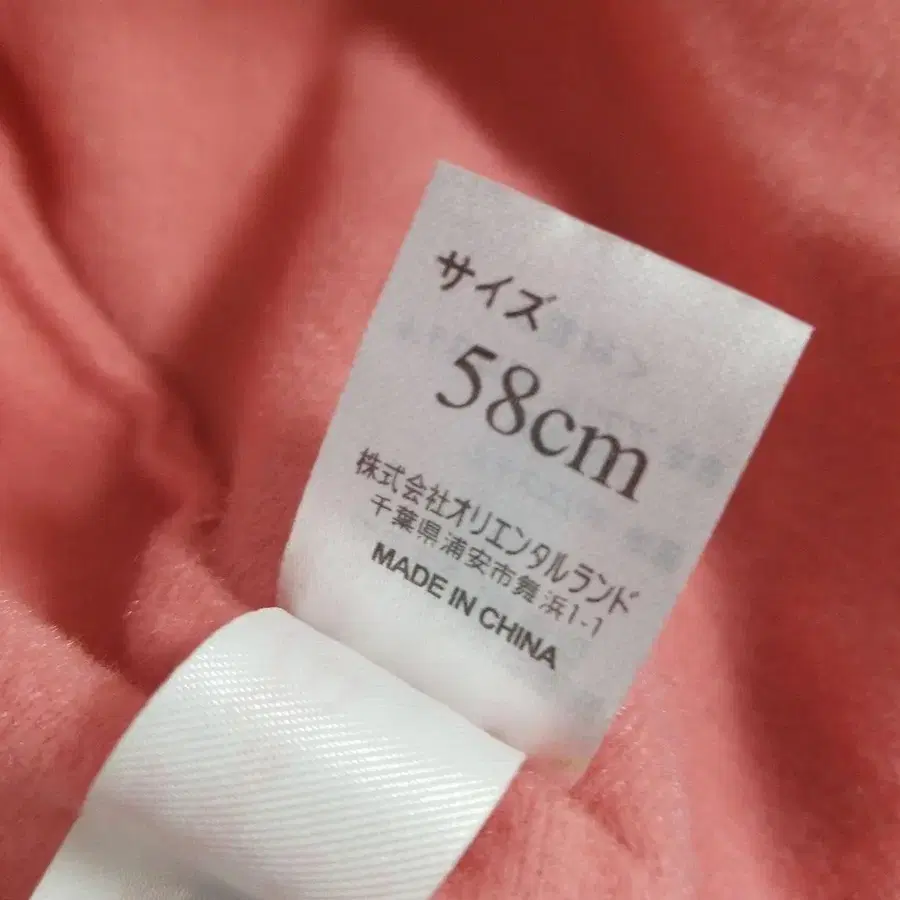 サイズ
58cm
株式会社オリエンタルランド
千葉県浦安市舞浜1-1
MADE IN CHINA